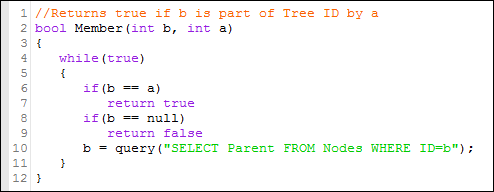 1 //Returns true if b is part of Tree ID by a
2 bool Member(int b, int a)
3 {
4 while(true)
5 {
6 if(b == a)
7 return true
8 if(b == null)
9 return false
10 b = query("SELECT Parent FROM Nodes WHERE ID=b");
11 }
12 }